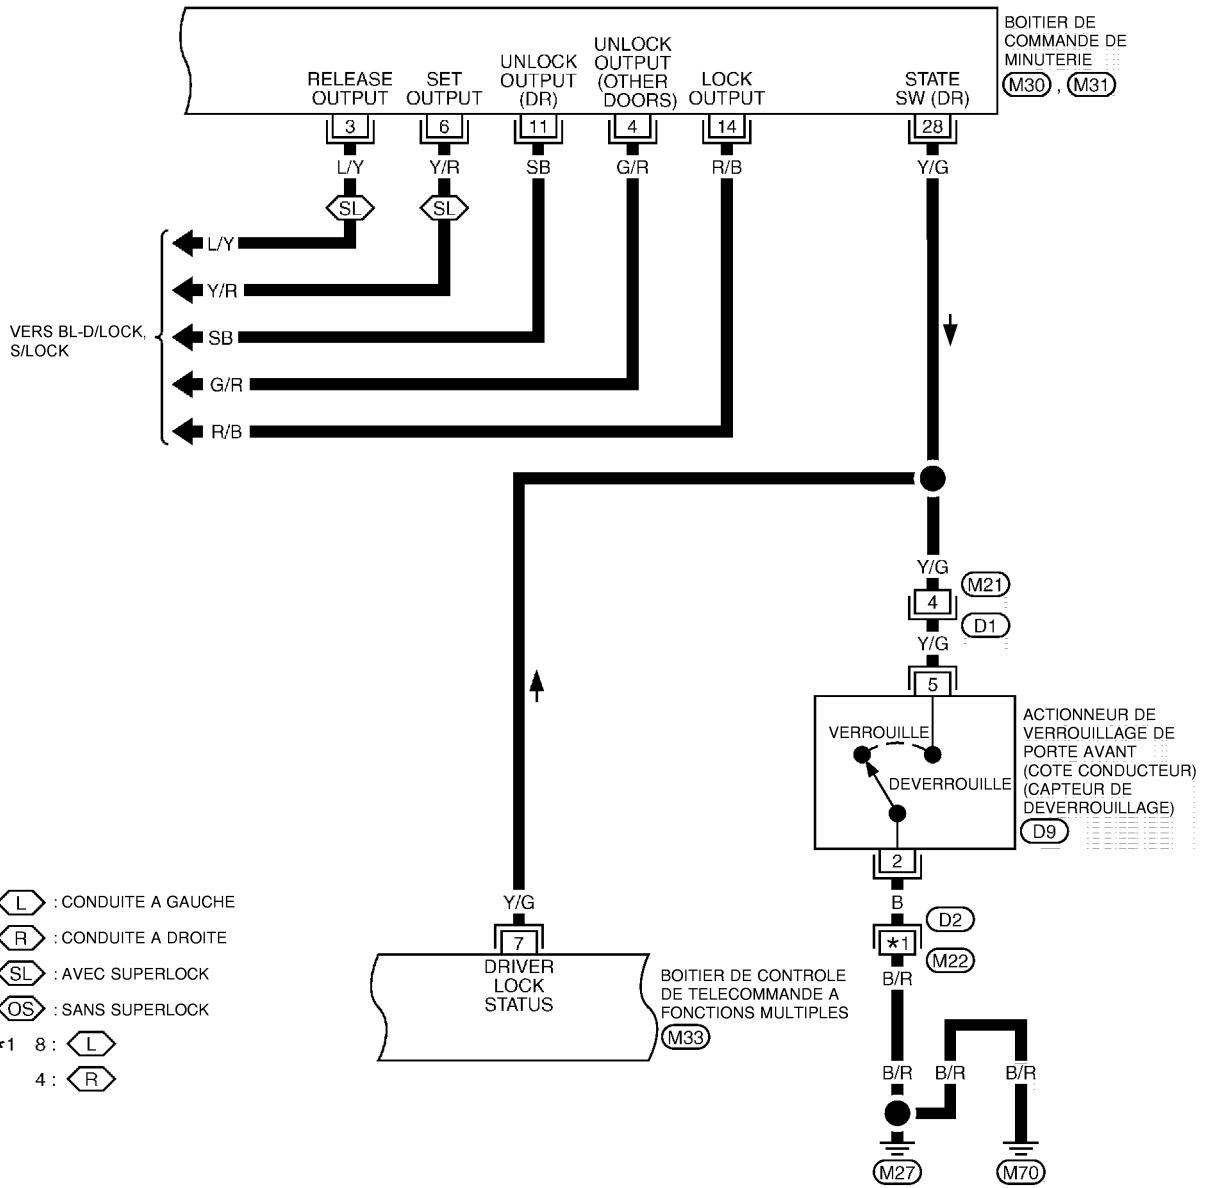 BOITIER DE
COMMANDE DE
MINUTERIE
M30 , M31
RELEASE
OUTPUT
SET
OUTPUT
UNLOCK
OUTPUT
(DR)
UNLOCK
OUTPUT
(OTHER
DOORS)
LOCK
OUTPUT
STATE
SW (DR)
3 6 11 4 14 28
L/Y Y/R SB G/R R/B Y/G
SL SL
L/Y
Y/R
SB
G/R
R/B
VERS BL-D/LOCK,
S/LOCK
Y/G
4
M21
D1
Y/G
5
VERROUILLE
DEVERROUILLE
ACTIONNEUR DE
VERROUILLAGE DE
PORTE AVANT
(COTE CONDUCTEUR)
(CAPTEUR DE
DEVERROUILLAGE)
D9
2
B
D2
*1
M22
B/R
Y/G
7
DRIVER
LOCK
STATUS
BOITIER DE CONTROLE
DE TELECOMMANDE A
FONCTIONS MULTIPLES
M33
B/R B/R B/R
M27 M70
L : CONDUITE A GAUCHE
R : CONDUITE A DROITE
SL : AVEC SUPERLOCK
OS : SANS SUPERLOCK
*1 8 : L
4 : R